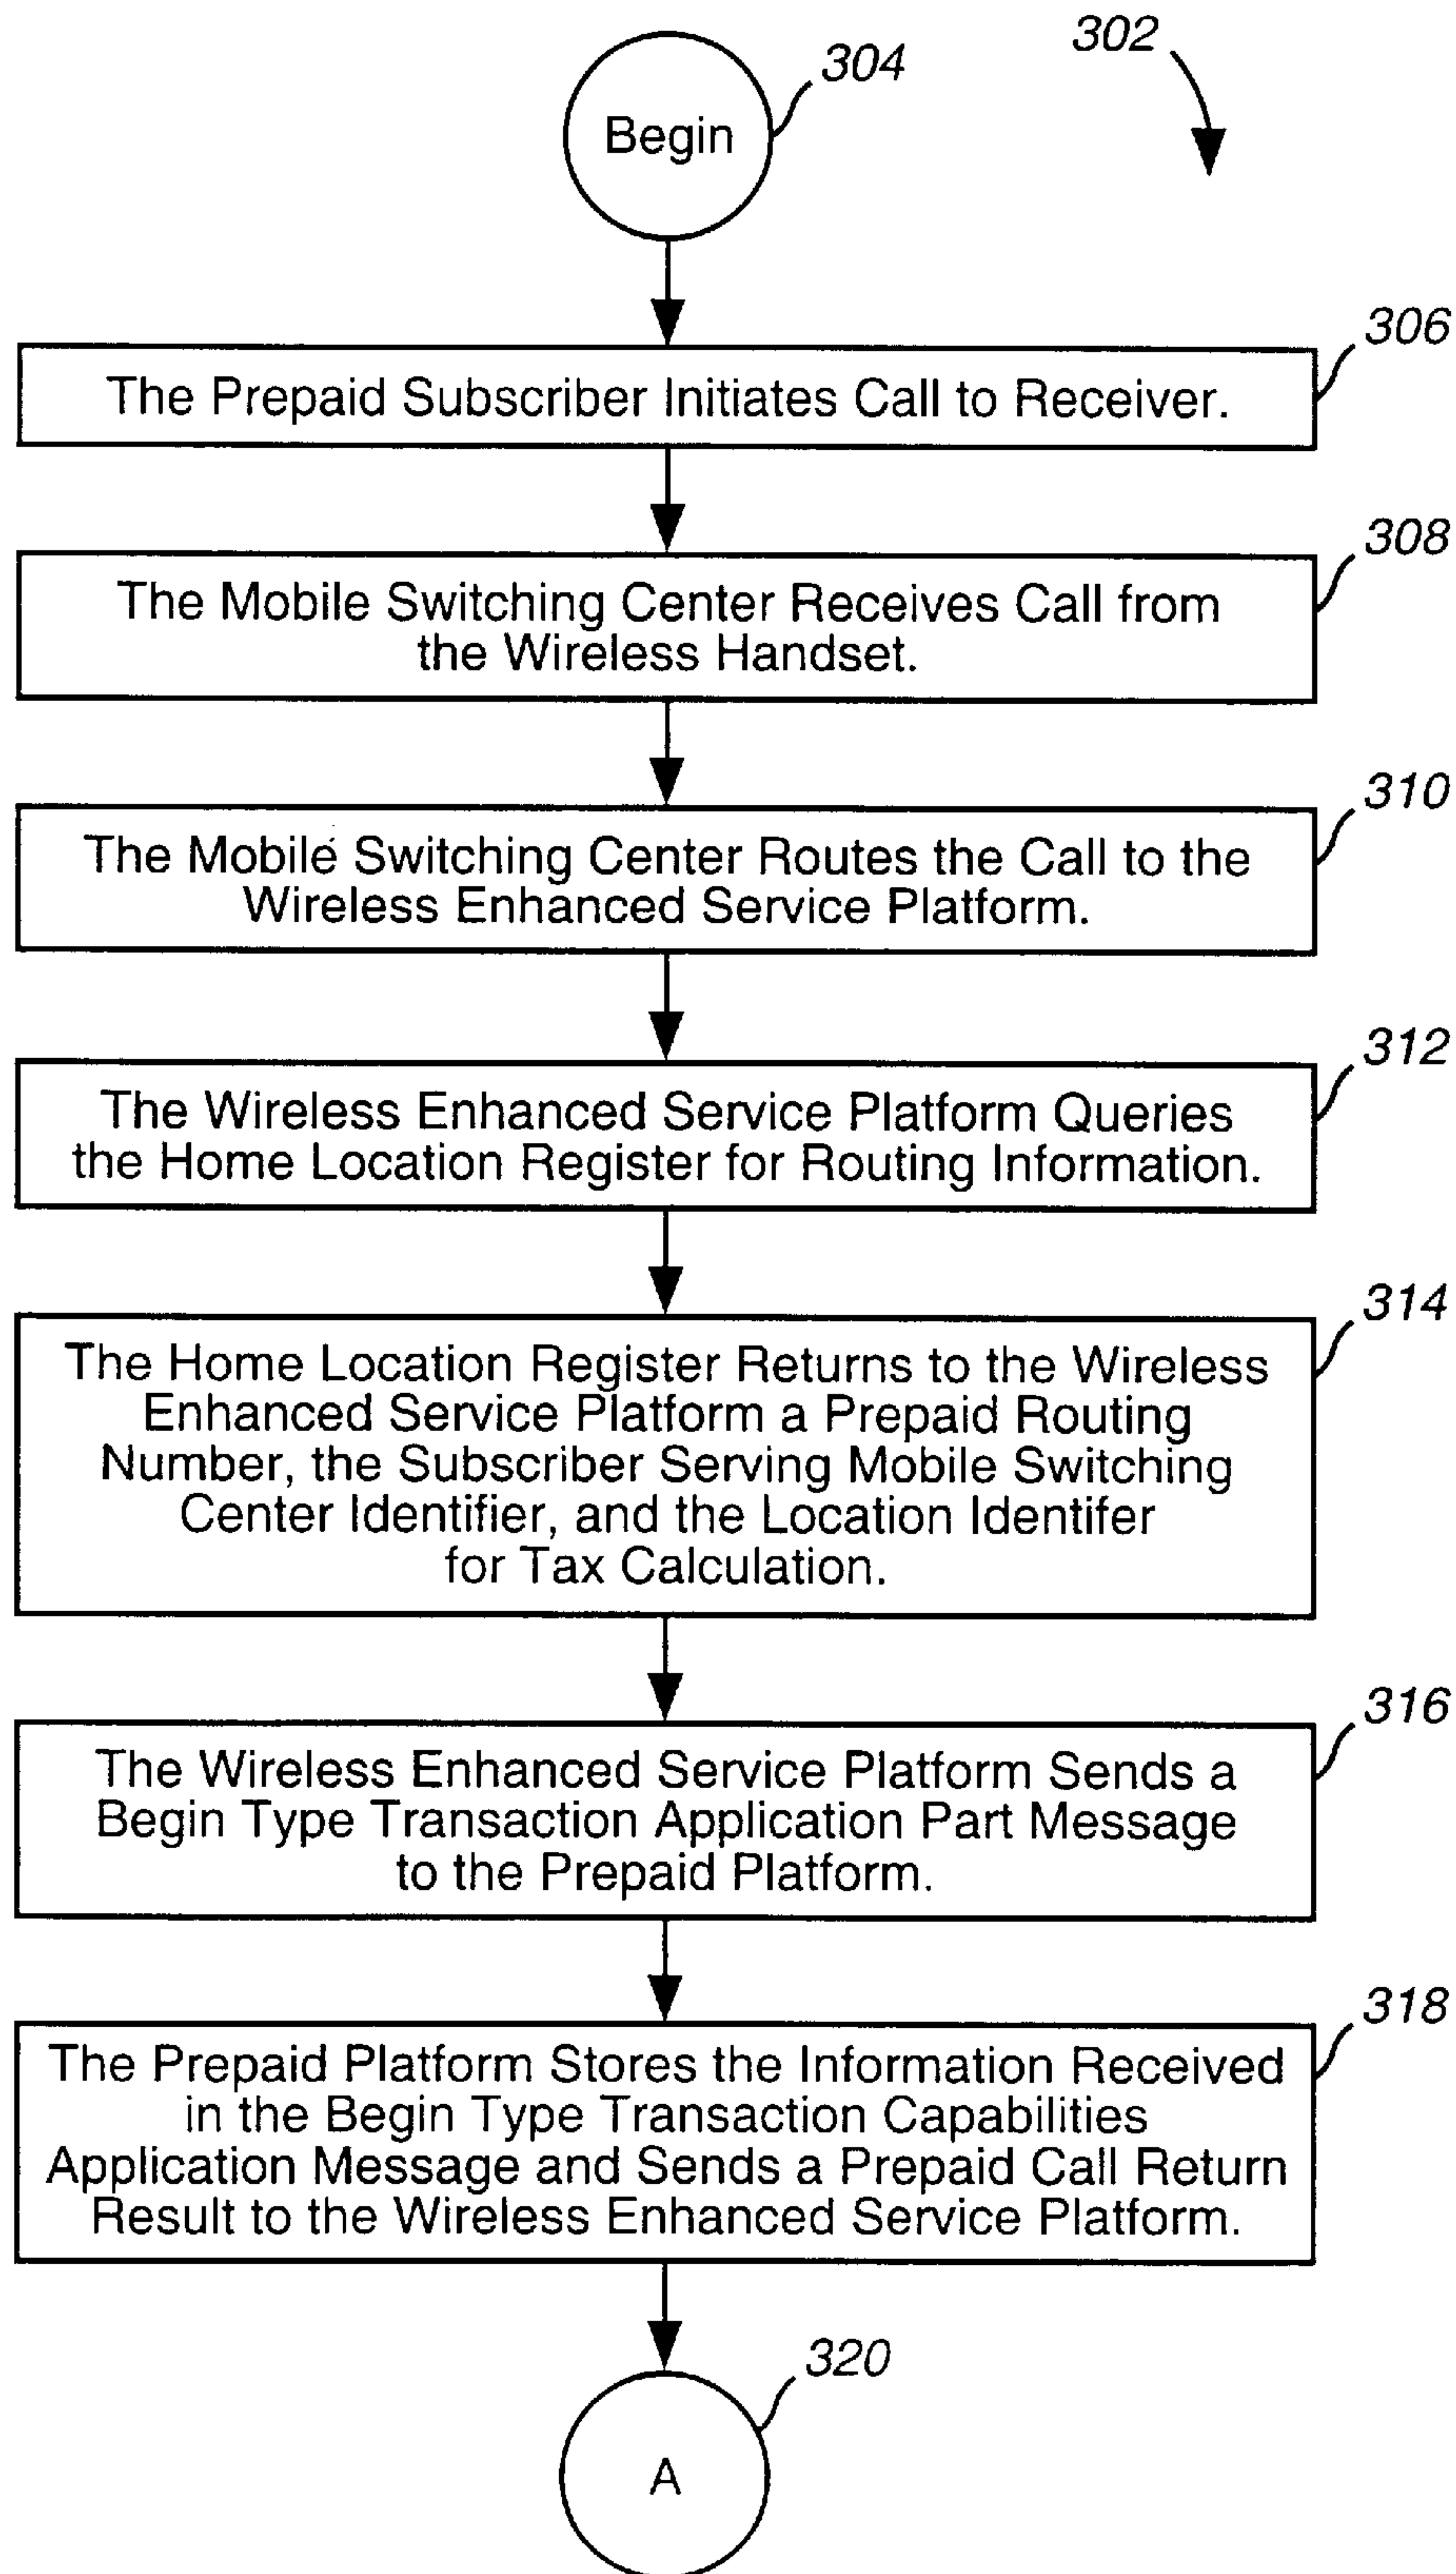 302
304
Begin
306
The Prepaid Subscriber Initiates Call to Receiver.
308
The Mobile Switching Center Receives Call from
the Wireless Handset.
310
The Mobile Switching Center Routes the Call to the
Wireless Enhanced Service Platform.
312
The Wireless Enhanced Service Platform Queries
the Home Location Register for Routing Information.
314
The Home Location Register Returns to the Wireless
Enhanced Service Platform a Prepaid Routing
Number, the Subscriber Serving Mobile Switching
Center Identifier, and the Location Identifer
for Tax Calculation.
316
The Wireless Enhanced Service Platform Sends a
Begin Type Transaction Application Part Message
to the Prepaid Platform.
318
The Prepaid Platform Stores the Information Received
in the Begin Type Transaction Capabilities
Application Message and Sends a Prepaid Call Return
Result to the Wireless Enhanced Service Platform.
320
A